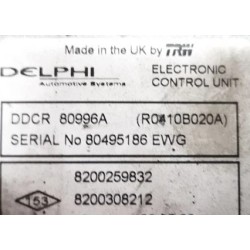 Made in the UK by TRW
DELPHI
Automotive Systems
ELECTRONIC
CONTROL UNIT
DDCR 80996A (R0410B020A)
SERIAL No 80495186 EWG
8200259832
153 8200308212